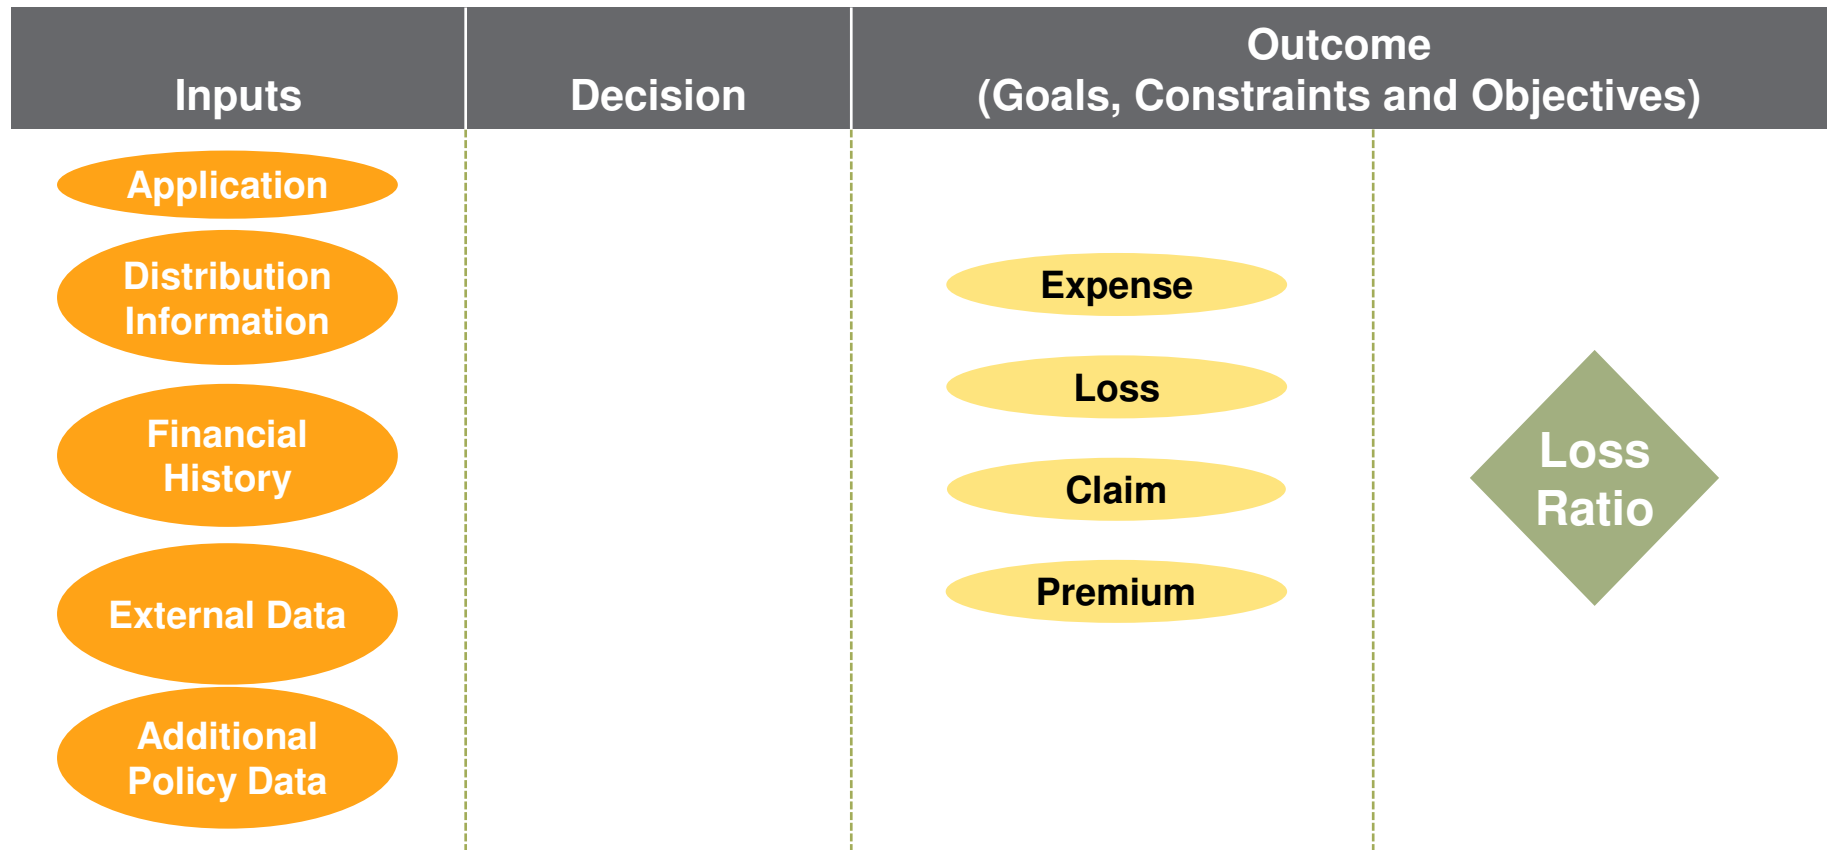 Inputs
Decision
Outcome
(Goals, Constraints and Objectives)
Application
Distribution
Information
Financial
History
External Data
Additional
Policy Data
Expense
Loss
Claim
Premium
Loss
Ratio